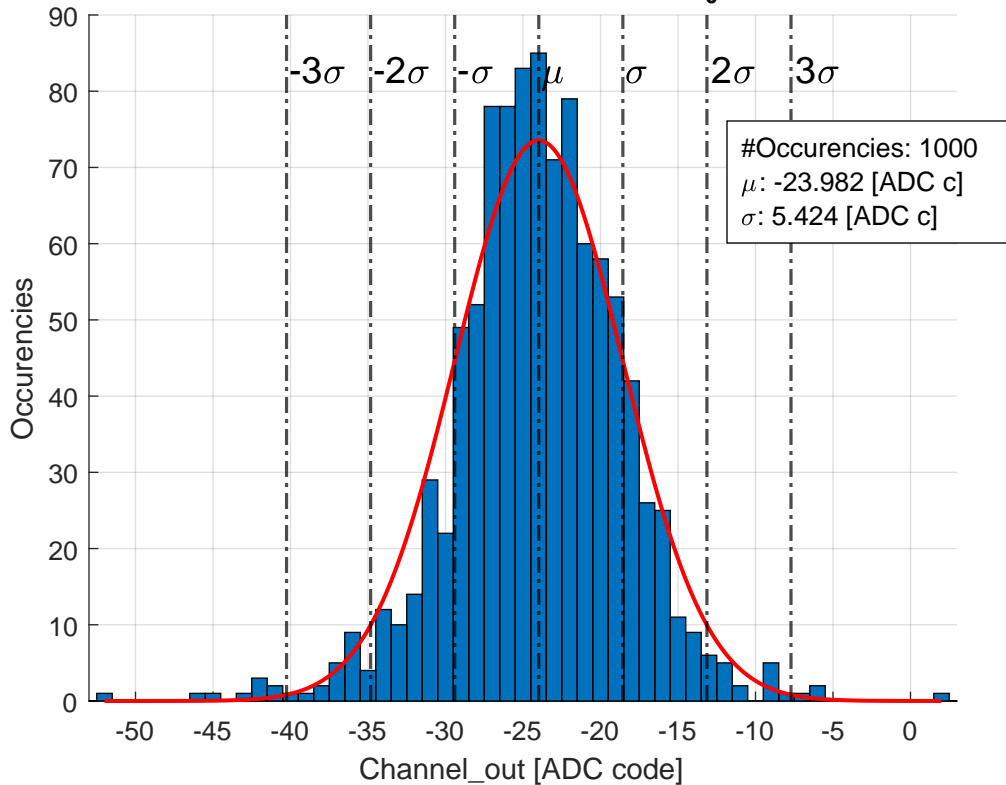 90
80
70
60
50
40
30
20
10
0
Occurencies
-3σ -2σ -σ μ σ 2σ 3σ
#Occurencies: 1000
μ: -23.982 [ADC c]
σ: 5.424 [ADC c]
-50 -45 -40 -35 -30 -25 -20 -15 -10 -5 0
Channel_out [ADC code]